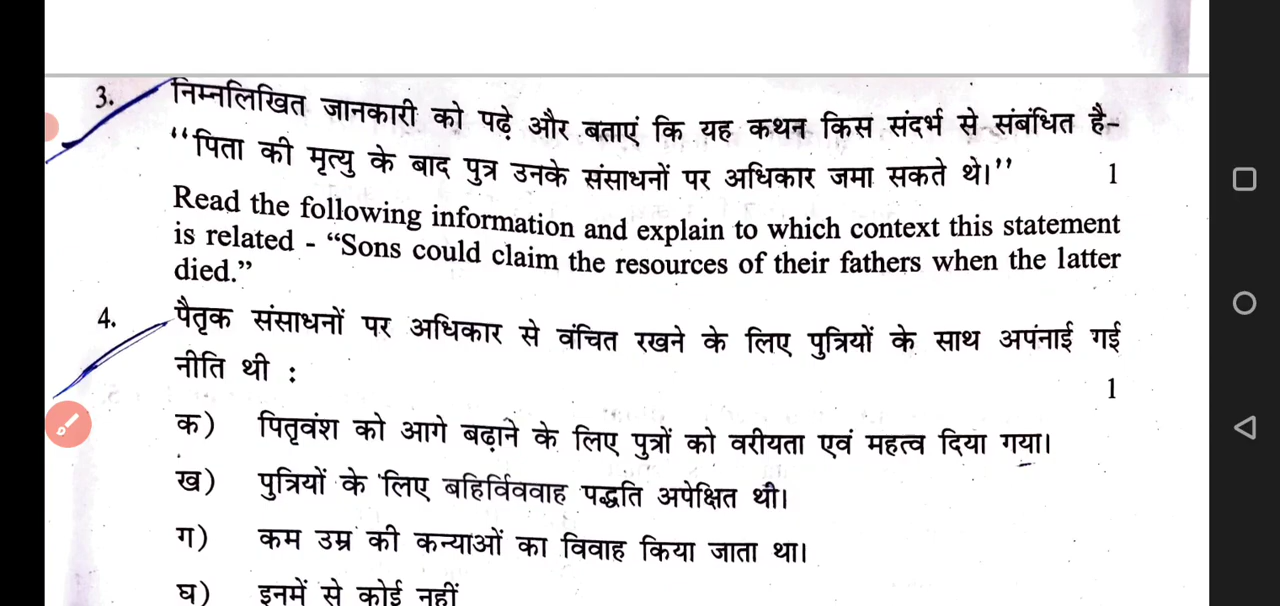 3. निम्नलिखित जानकारी को पढ़े और बताएं कि यह कथन किस संदर्भ से संबंधित है-
‘‘पिता की मृत्यु के बाद पुत्र उनके संसाधनों पर अधिकार जमा सकते थे।’’ 1
Read the following information and explain to which context this statement
is related - “Sons could claim the resources of their fathers when the latter
died.”
4. पैतृक संसाधनों पर अधिकार से वंचित रखने के लिए पुत्रियों के साथ अपंनाई गई
नीति थी :
1
क) पितृवंश को आगे बढ़ाने के लिए पुत्रों को वरीयता एवं महत्व दिया गया।
ख) पुत्रियों के लिए बहिर्विववाह पद्धति अपेक्षित थी।
ग) कम उम्र की कन्याओं का विवाह किया जाता था।
घ) इनमें से कोई नहीं